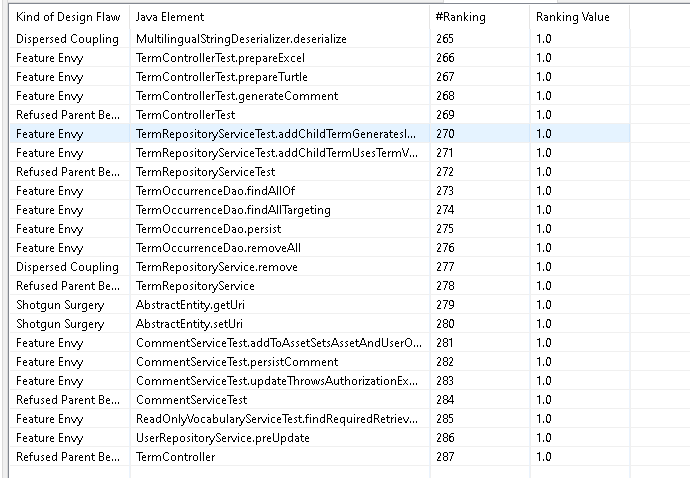 Kind of Design Flaw Java Element #Ranking Ranking Value
Dispersed Coupling MultilingualStringDeserializer.deserialize 265 1.0
Feature Envy TermControllerTest.prepareExcel 266 1.0
Feature Envy TermControllerTest.prepareTurtle 267 1.0
Feature Envy TermControllerTest.generateComment 268 1.0
Refused Parent Be... TermControllerTest 269 1.0
Feature Envy TermRepositoryServiceTest.addChildTermGeneratesI... 270 1.0
Feature Envy TermRepositoryServiceTest.addChildTermUsesTermV... 271 1.0
Refused Parent Be... TermRepositoryServiceTest 272 1.0
Feature Envy TermOccurrenceDao.findAllOf 273 1.0
Feature Envy TermOccurrenceDao.findAllTargeting 274 1.0
Feature Envy TermOccurrenceDao.persist 275 1.0
Feature Envy TermOccurrenceDao.removeAll 276 1.0
Dispersed Coupling TermRepositoryService.remove 277 1.0
Refused Parent Be... TermRepositoryService 278 1.0
Shotgun Surgery AbstractEntity.getUri 279 1.0
Shotgun Surgery AbstractEntity.setUri 280 1.0
Feature Envy CommentServiceTest.addToAssetSetsAssetAndUserO... 281 1.0
Feature Envy CommentServiceTest.persistComment 282 1.0
Feature Envy CommentServiceTest.updateThrowsAuthorizationEx... 283 1.0
Refused Parent Be... CommentServiceTest 284 1.0
Feature Envy ReadOnlyVocabularyServiceTest.findRequiredRetriev... 285 1.0
Feature Envy UserRepositoryService.preUpdate 286 1.0
Refused Parent Be... TermController 287 1.0